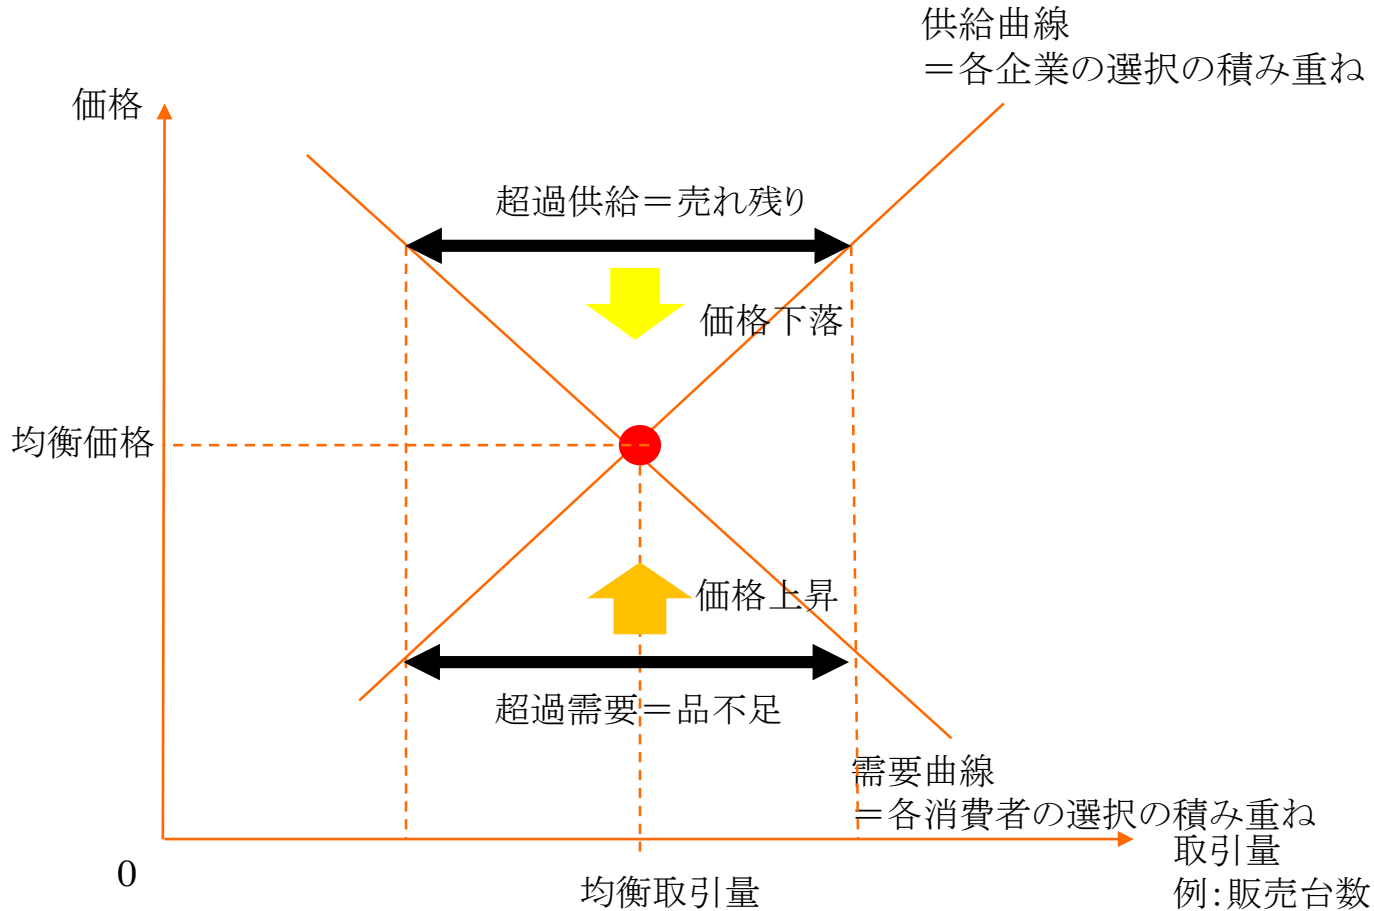 供給曲線
＝各企業の選択の積み重ね
価格
超過供給＝売れ残り
価格下落
均衡価格
価格上昇
超過需要＝品不足
需要曲線
＝各消費者の選択の積み重ね
取引量
例：販売台数
0
均衡取引量